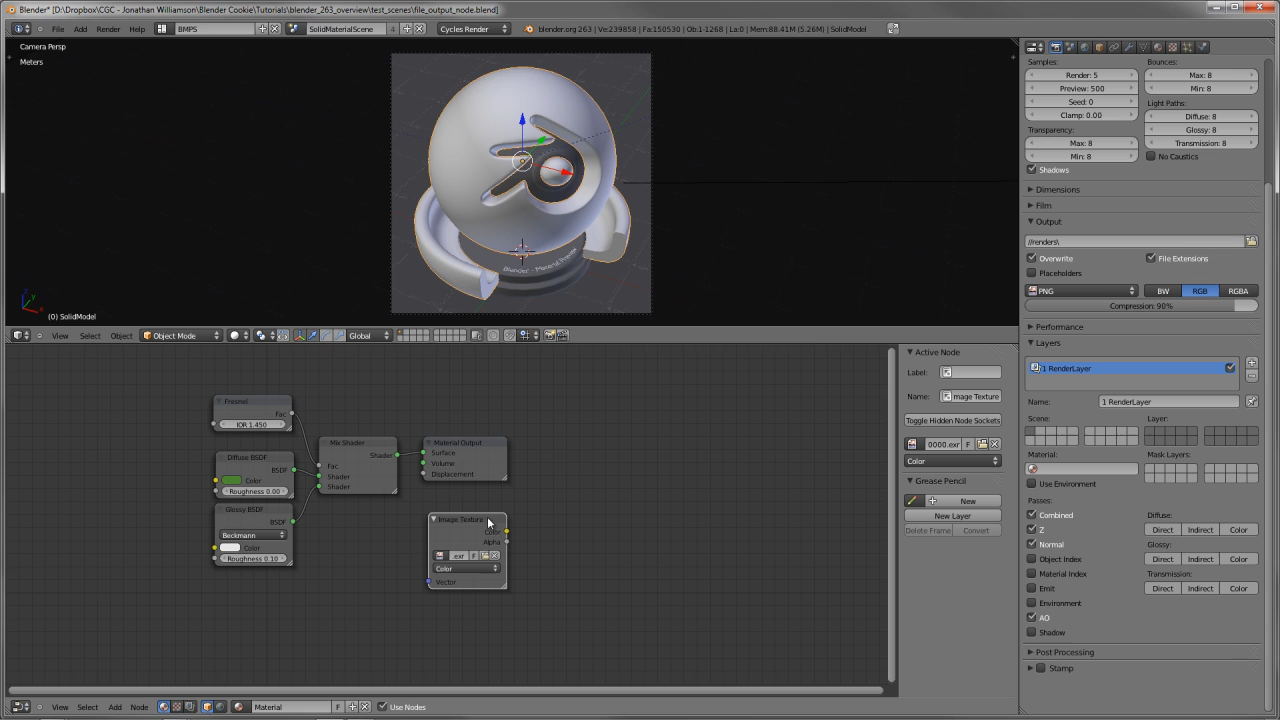 Blender* [D:\Dropbox\CGC - Jonathan Williamson\Blender Cookie\Tutorials\blender_263_overview\test_scenes\file_output_node.blend]
File Add Render Help BMPS SolidMaterialScene 4 Cycles Render blender.org 263 | Ve:239858 | Fa:150530 | Ob:1-1268 | La:0 | Mem:88.41M (5.26M) | SolidModel
Camera Persp
Meters
Blender - Material Preview
(0) SolidModel
View Select Object Object Mode Global
Fresnel
Fac
IOR 1.450
Diffuse BSDF
BSDF
Color
Roughness 0.00
Glossy BSDF
BSDF
Beckmann
Color
Roughness 0.10
Mix Shader
Shader
Fac
Shader
Shader
Material Output
Surface
Volume
Displacement
Image Texture
Color
Alpha
.exr F
Color
Vector
Active Node
Label:
Name: mage Texture
Toggle Hidden Node Sockets
0000.exr F
Color
Grease Pencil
New
New Layer
Delete Frame Convert
View Select Add Node Material F Use Nodes
Samples: Bounces:
Render: 5 Max: 8
Preview: 500 Min: 8
Seed: 0 Light Paths:
Clamp: 0.00 Diffuse: 8
Transparency: Glossy: 8
Max: 8 Transmission: 8
Min: 8 No Caustics
Shadows
Dimensions
Film
Output
//renders\
Overwrite File Extensions
Placeholders
PNG BW RGB RGBA
Compression: 90%
Performance
Layers
1 RenderLayer
Name: 1 RenderLayer
Scene: Layer:
Material: Mask Layers:
Use Environment
Passes:
Combined Diffuse:
Z Direct Indirect Color
Normal Glossy:
Object Index Direct Indirect Color
Material Index Transmission:
Emit Direct Indirect Color
Environment
AO
Shadow
Post Processing
Stamp